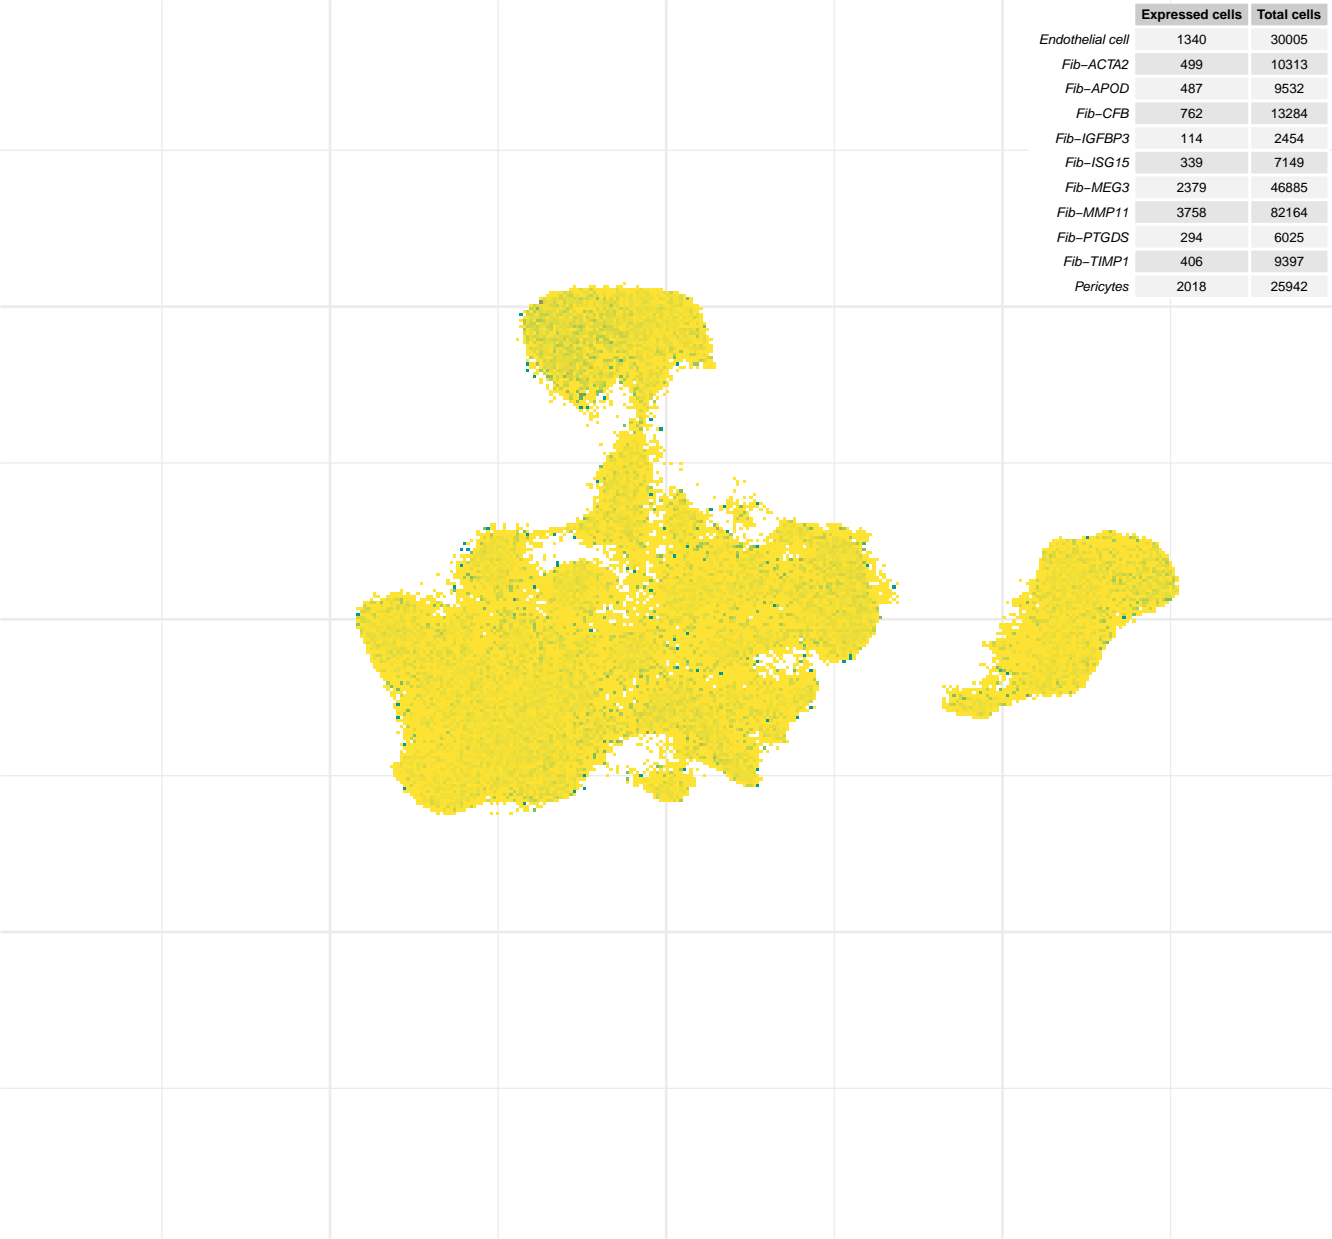 Expressed cells Total cells
Endothelial cell 1340 30005
Fib−ACTA2 499 10313
Fib−APOD 487 9532
Fib−CFB 762 13284
Fib−IGFBP3 114 2454
Fib−ISG15 339 7149
Fib−MEG3 2379 46885
Fib−MMP11 3758 82164
Fib−PTGDS 294 6025
Fib−TIMP1 406 9397
Pericytes 2018 25942